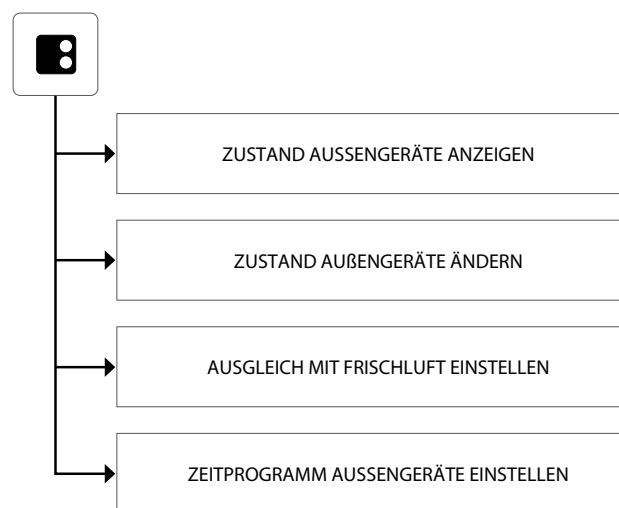 ZUSTAND AUSSENGERÄTE ANZEIGEN
ZUSTAND AUßENGERÄTE ÄNDERN
AUSGLEICH MIT FRISCHLUFT EINSTELLEN
ZEITPROGRAMM AUSSENGERÄTE EINSTELLEN